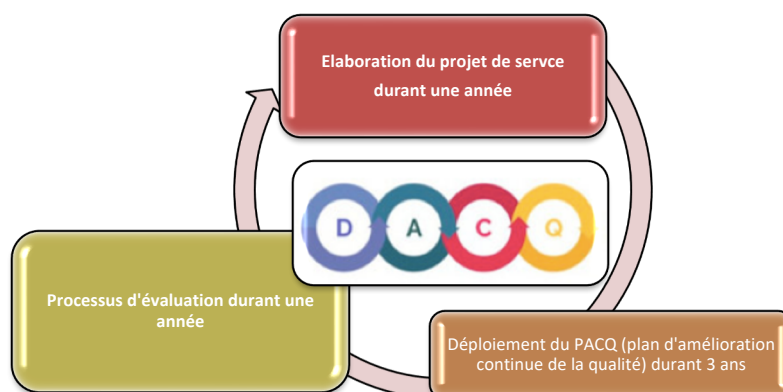 Elaboration du projet de servce
durant une année
D A C Q
Processus d'évaluation durant une
année
Déploiement du PACQ (plan d'amélioration
continue de la qualité) durant 3 ans